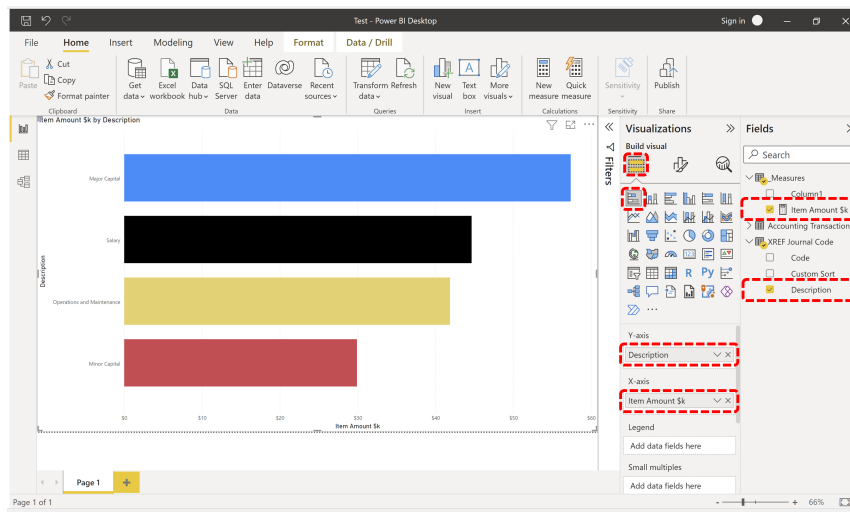 Test - Power BI Desktop
Sign in
File Home Insert Modeling View Help Format Data / Drill
Paste
Cut
Copy
Format painter
Get data
Excel workbook
Data hub
SQL Server
Enter data
Dataverse
Recent sources
Transform data
Refresh
New visual
Text box
More visuals
New measure
Quick measure
Sensitivity
Publish
Clipboard Data Queries Insert Calculations Sensitivity Share
Item Amount $k by Description
Major Capital
Salary
Operations and Maintenance
Minor Capital
Description
$0 $10 $20 $30 $40 $50 $60
Item Amount $k
Filters
Visualizations
Build visual
R Py
123
Y-axis
Description
X-axis
Item Amount $k
Legend
Add data fields here
Small multiples
Add data fields here
Fields
Search
_Measures
Column1
Item Amount $k
Accounting Transaction
XREF Journal Code
Code
Custom Sort
Description
Page 1
Page 1 of 1
- + 66%